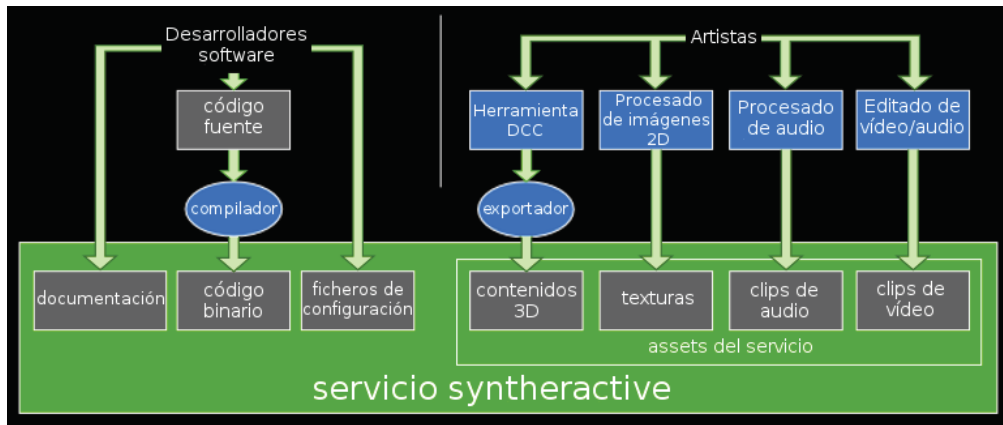 Desarrolladores
software
Artistas
código
fuente
Herramienta
DCC
Procesado
de imágenes
2D
Procesado
de audio
Editado de
vídeo/audio
compilador
exportador
documentación
código
binario
ficheros de
configuración
contenidos
3D
texturas
clips de
audio
clips de
vídeo
assets del servicio
servicio syntheractive